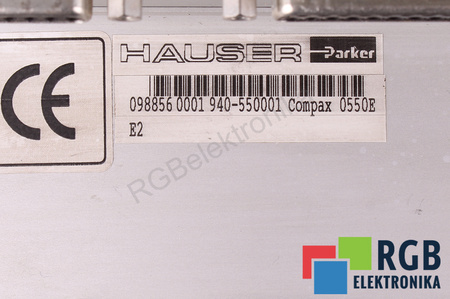 HAUSER Parker
098856 0001 940-550001 Compax 0550E
E2
CE
RGBelektronika
RGB
ELEKTRONIKA